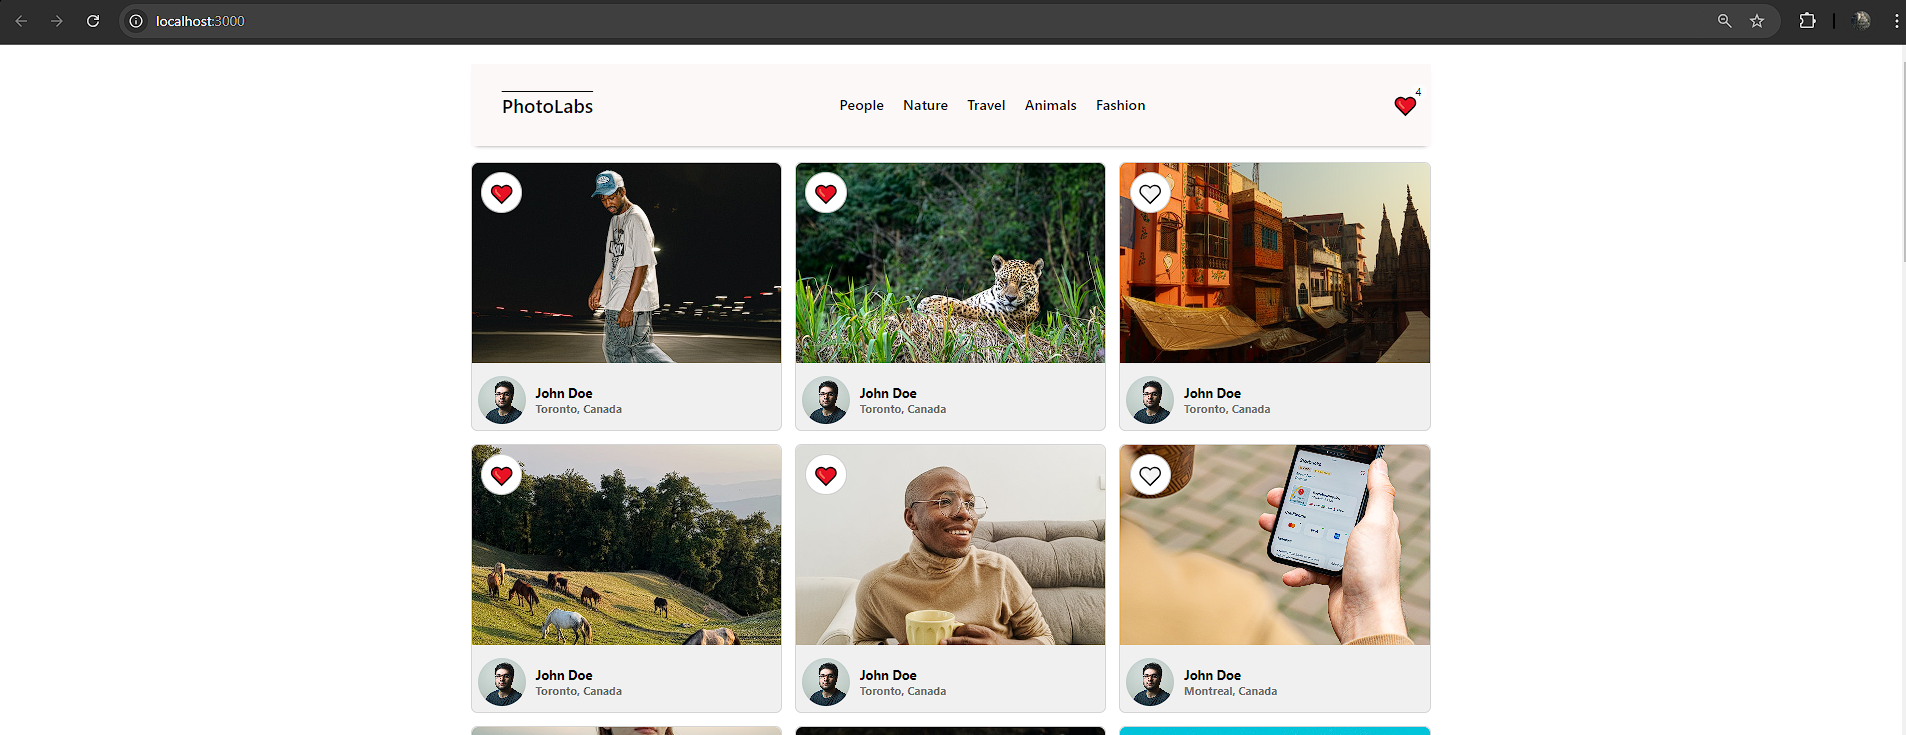 localhost:3000
PhotoLabs
People Nature Travel Animals Fashion
4
John Doe
Toronto, Canada
John Doe
Toronto, Canada
John Doe
Toronto, Canada
John Doe
Toronto, Canada
John Doe
Toronto, Canada
John Doe
Montreal, Canada